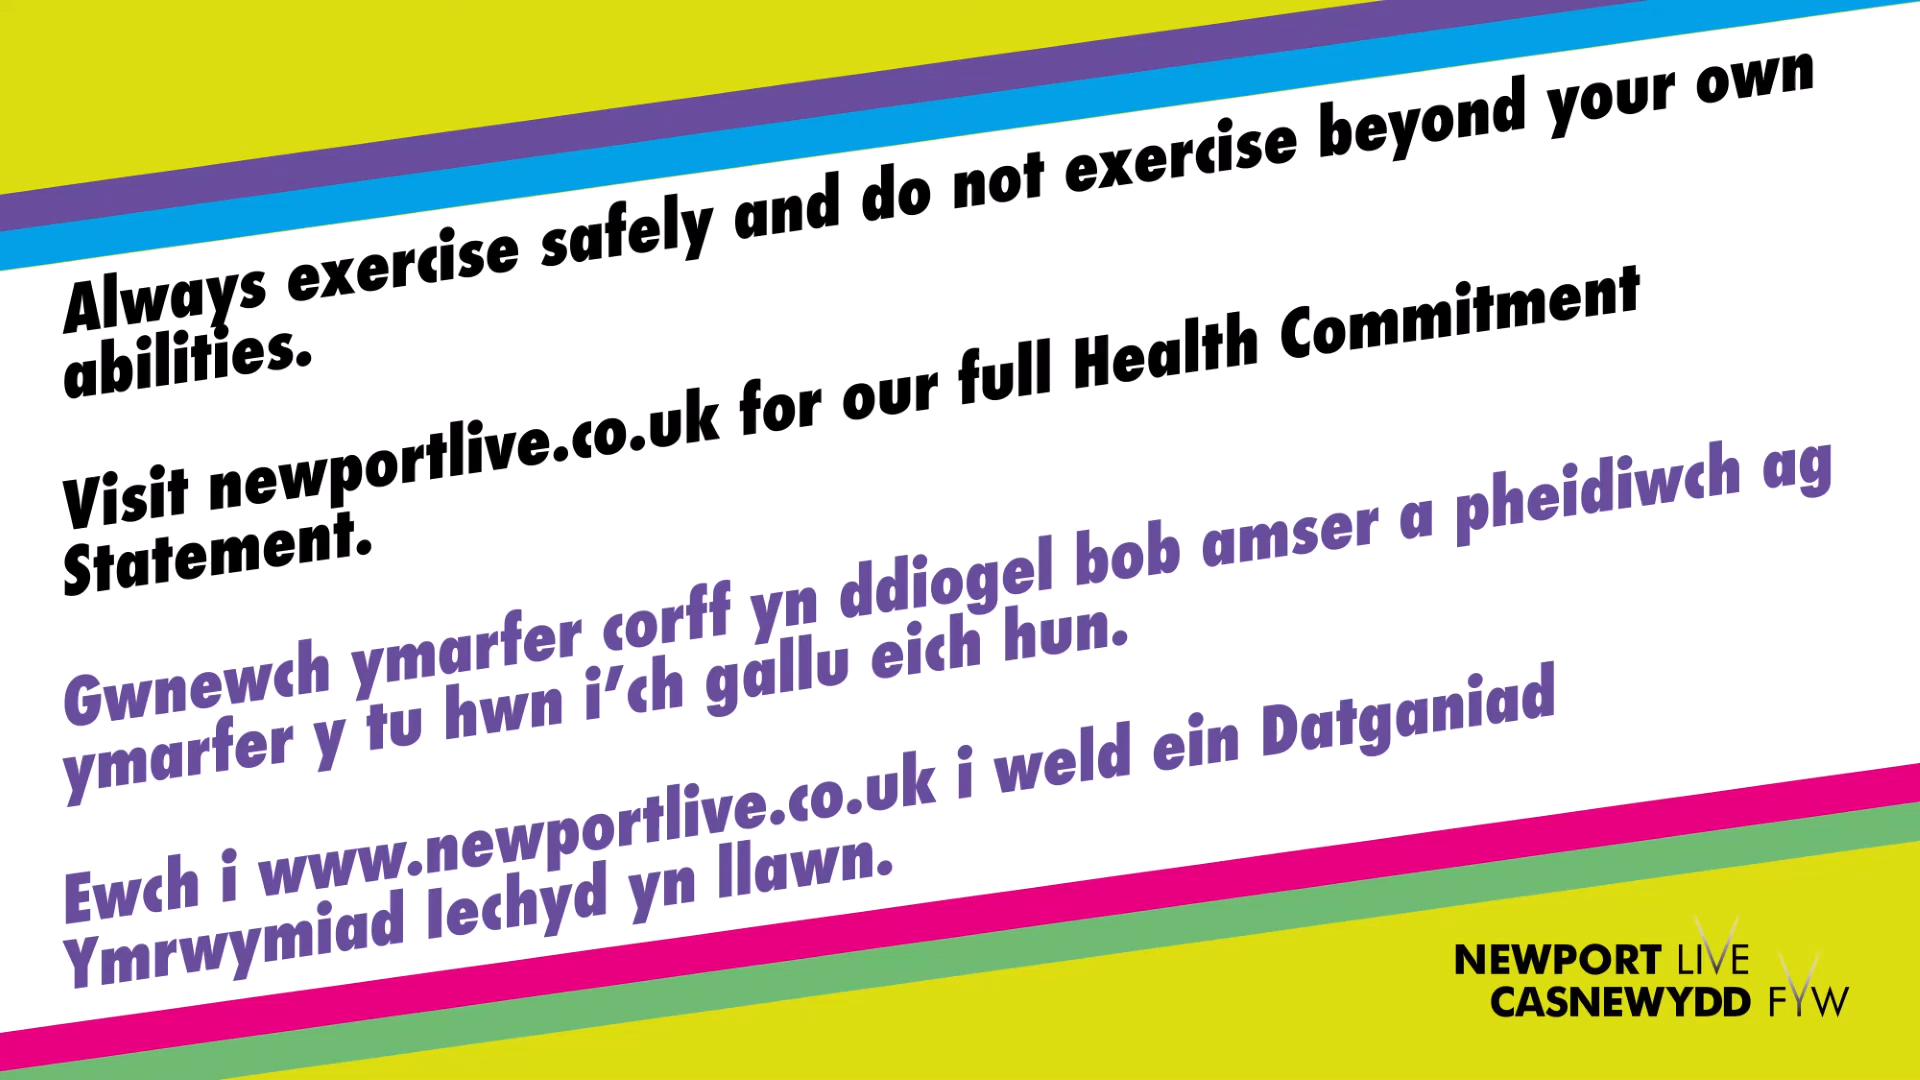 Always exercise safely and do not exercise beyond your own
abilities.
Visit newportlive.co.uk for our full Health Commitment
Statement.
Gwnewch ymarfer corff yn ddiogel bob amser a pheidiwch ag
ymarfer y tu hwn i’ch gallu eich hun.
Ewch i www.newportlive.co.uk i weld ein Datganiad
Ymrwymiad Iechyd yn llawn.
NEWPORT LIVE
CASNEWYDD FYW